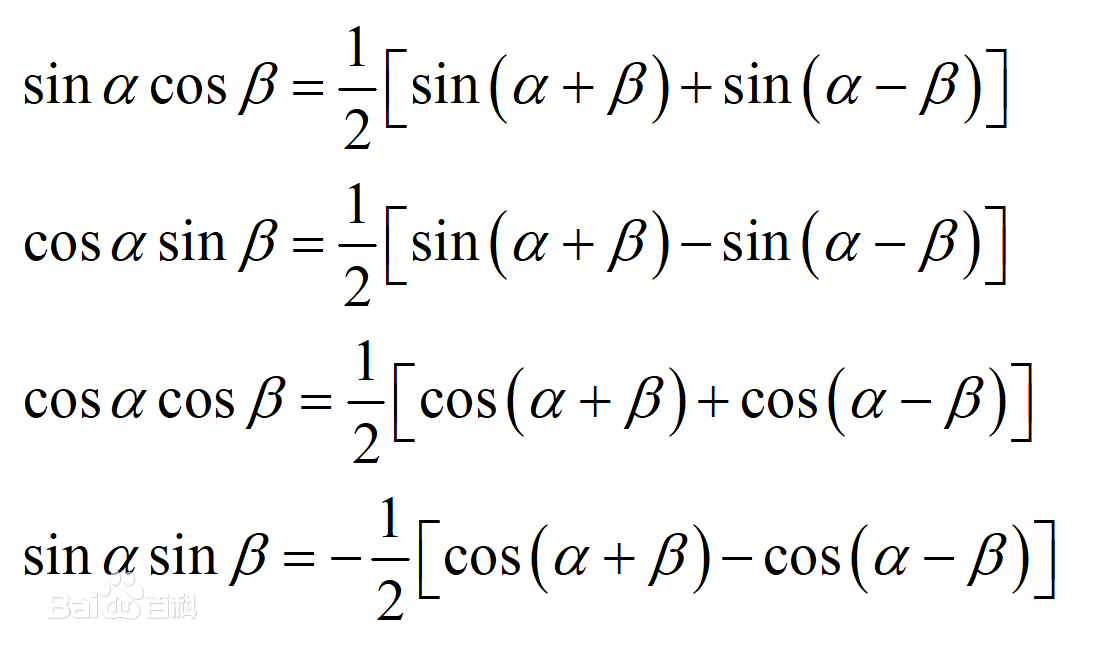 sin α cos β = 1/2 [sin(α + β) + sin(α − β)]
cos α sin β = 1/2 [sin(α + β) − sin(α − β)]
cos α cos β = 1/2 [cos(α + β) + cos(α − β)]
sin α sin β = − 1/2 [cos(α + β) − cos(α − β)]
Bai百科